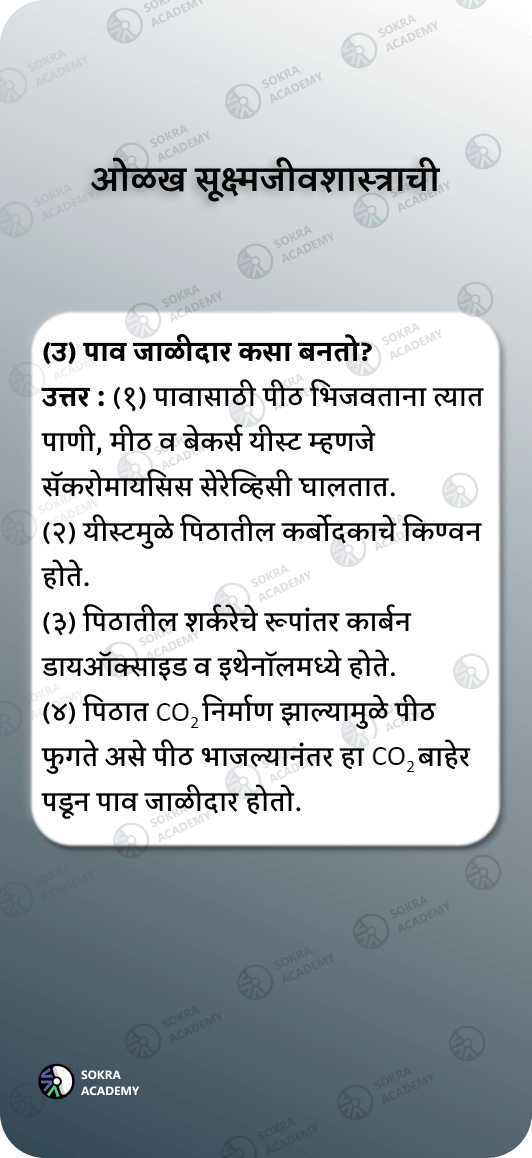 ओळख सूक्ष्मजीवशास्त्राची
(उ) पाव जाळीदार कसा बनतो?
उत्तर : (१) पावासाठी पीठ भिजवताना त्यात
पाणी, मीठ व बेकर्स यीस्ट म्हणजे
सॅकरोमायसिस सेरेव्हिसी घालतात.
(२) यीस्टमुळे पिठातील कर्बोदकाचे किण्वन
होते.
(३) पिठातील शर्करेचे रूपांतर कार्बन
डायऑक्साइड व इथेनॉलमध्ये होते.
(४) पिठात CO₂ निर्माण झाल्यामुळे पीठ
फुगते असे पीठ भाजल्यानंतर हा CO₂ बाहेर
पडून पाव जाळीदार होतो.
SOKRA
ACADEMY